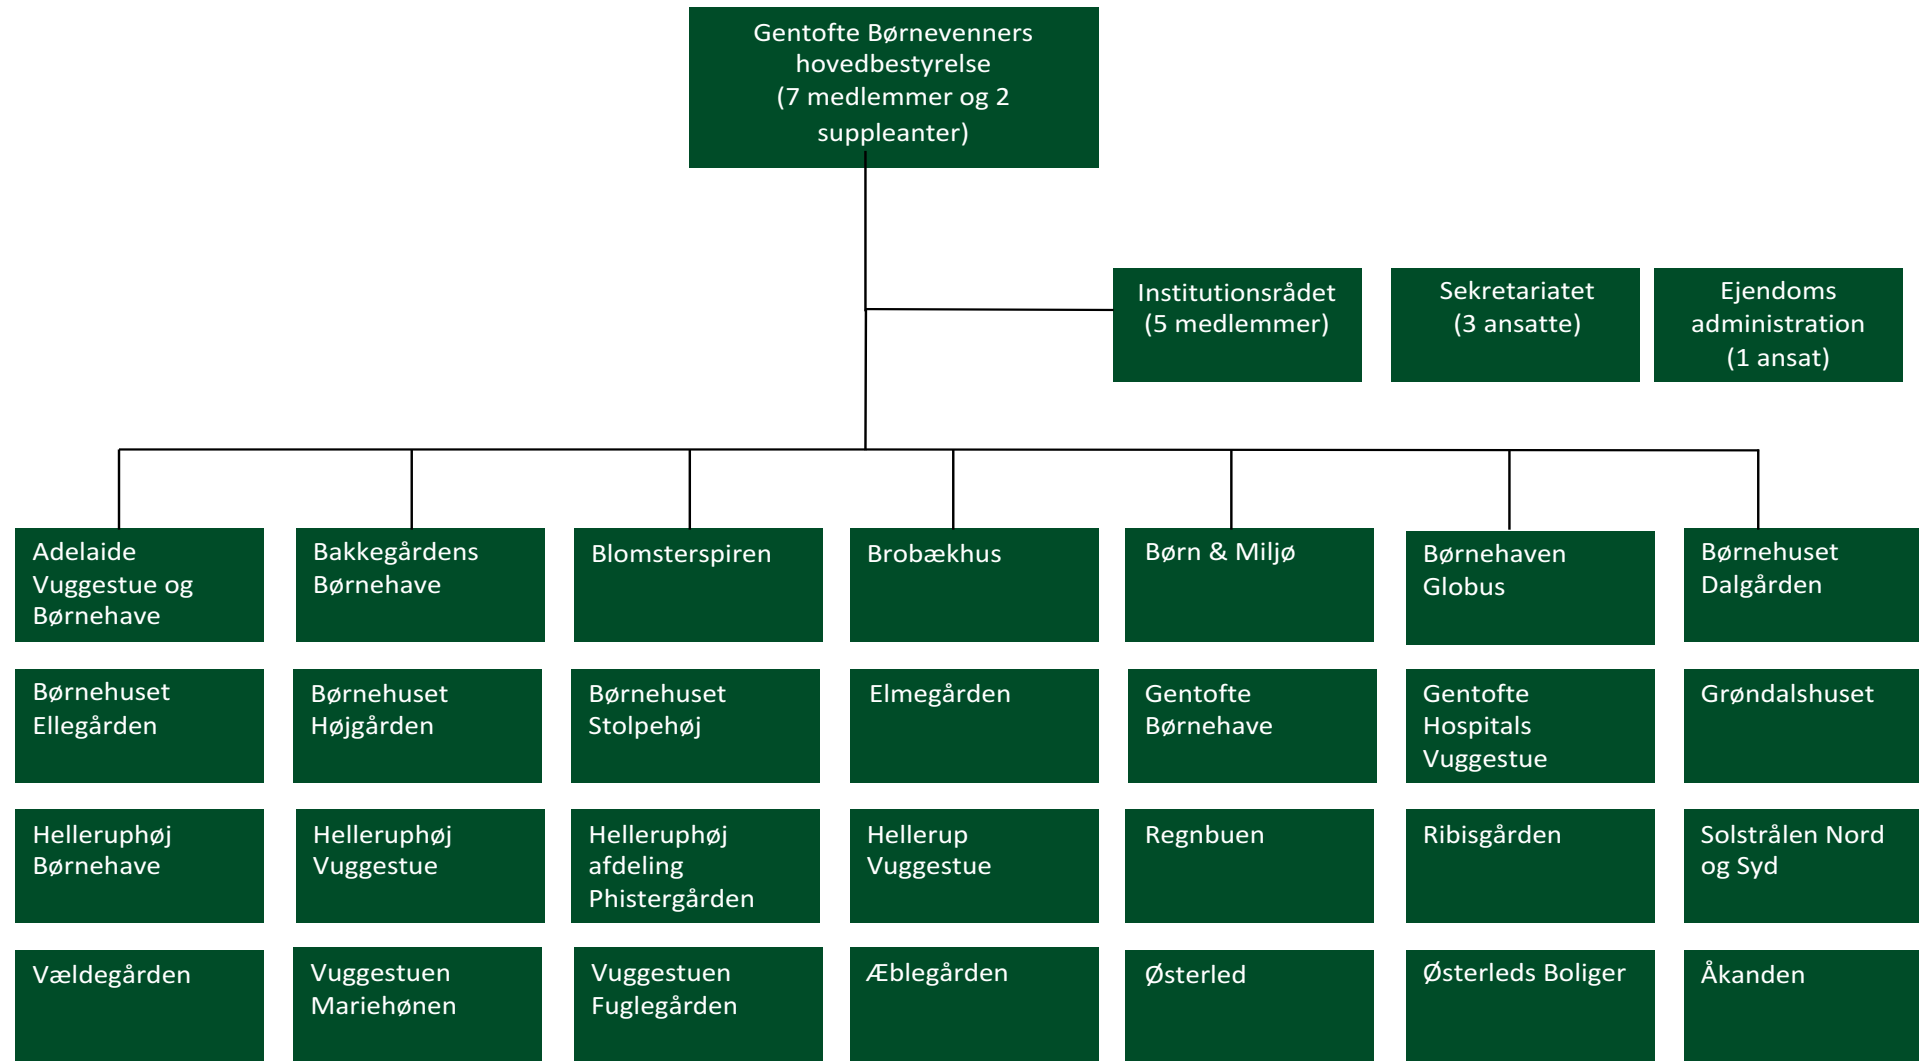 Gentofte Børnevenners
hovedbestyrelse
(7 medlemmer og 2
suppleanter)
Institutionsrådet
(5 medlemmer)
Sekretariatet
(3 ansatte)
Ejendoms
administration
(1 ansat)
Adelaide
Vuggestue og
Børnehave
Bakkegårdens
Børnehave
Blomsterspiren
Brobækhus
Børn & Miljø
Børnehaven
Globus
Børnehuset
Dalgården
Børnehuset
Ellegården
Børnehuset
Højgården
Børnehuset
Stolpehøj
Elmegården
Gentofte
Børnehave
Gentofte
Hospitals
Vuggestue
Grøndalshuset
Helleruphøj
Børnehave
Helleruphøj
Vuggestue
Helleruphøj
afdeling
Phistergården
Hellerup
Vuggestue
Regnbuen
Ribisgården
Solstrålen Nord
og Syd
Vældegården
Vuggestuen
Mariehønen
Vuggestuen
Fuglegården
Æblegården
Østerled
Østerleds Boliger
Åkanden